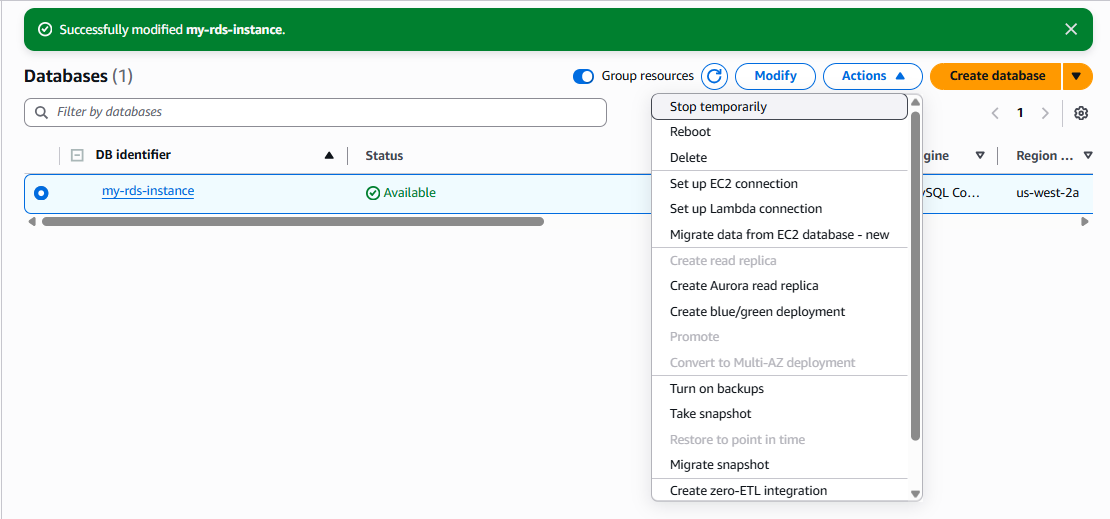 Successfully modified my-rds-instance.
Databases (1)
Group resources
Modify
Actions
Create database
Filter by databases
1
DB identifier
Status
gine
Region ...
my-rds-instance
Available
ySQL Co...
us-west-2a
Stop temporarily
Reboot
Delete
Set up EC2 connection
Set up Lambda connection
Migrate data from EC2 database - new
Create read replica
Create Aurora read replica
Create blue/green deployment
Promote
Convert to Multi-AZ deployment
Turn on backups
Take snapshot
Restore to point in time
Migrate snapshot
Create zero-ETL integration